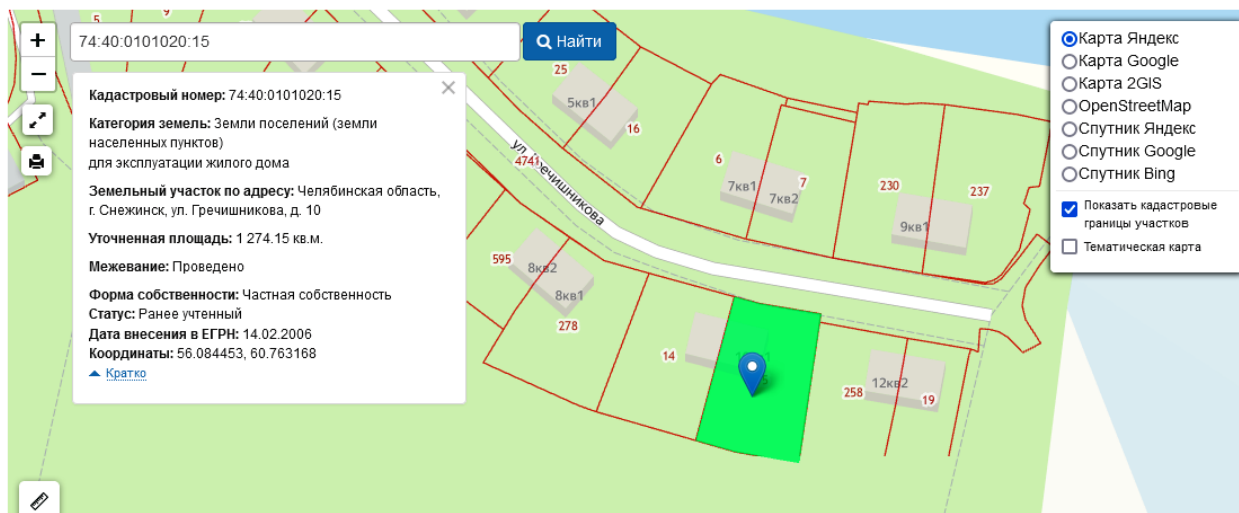 +
−
74:40:0101020:15
Найти
Кадастровый номер: 74:40:0101020:15
Категория земель: Земли поселений (земли
населенных пунктов)
для эксплуатации жилого дома
Земельный участок по адресу: Челябинская область,
г. Снежинск, ул. Гречишникова, д. 10
Уточненная площадь: 1 274.15 кв.м.
Межевание: Проведено
Форма собственности: Частная собственность
Статус: Ранее учтенный
Дата внесения в ЕГРН: 14.02.2006
Координаты: 56.084453, 60.763168
Кратко
5
9
25
5кв1
16
ул. Гречишникова
4741
6
7кв1
7
7кв2
230
237
9кв1
595
8кв2
8кв1
278
14
258
12кв2
19
Карта Яндекс
Карта Google
Карта 2GIS
OpenStreetMap
Спутник Яндекс
Спутник Google
Спутник Bing
Показать кадастровые
границы участков
Тематическая карта